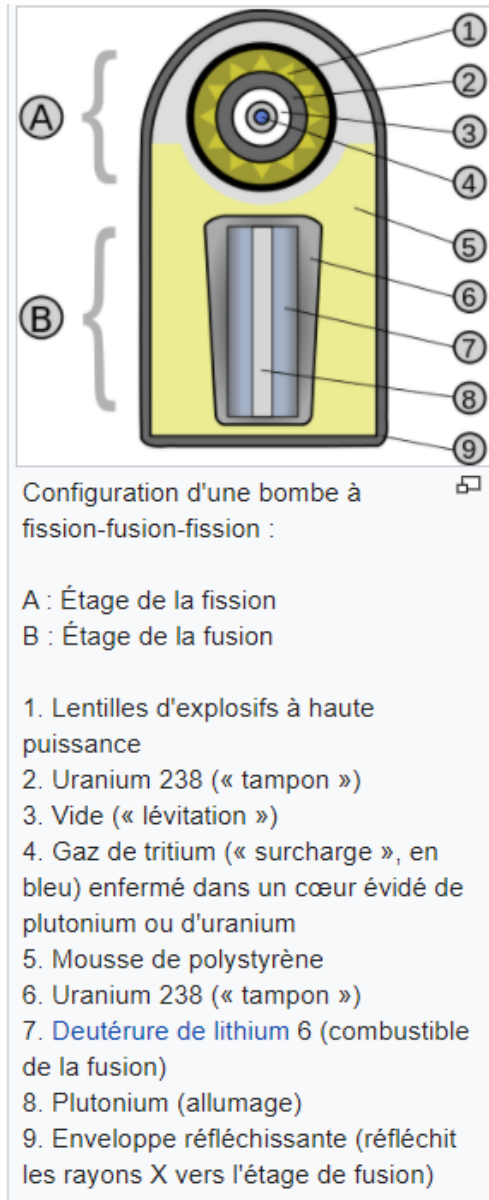 1
2
A
3
4
5
6
B
7
8
9
Configuration d'une bombe à
fission-fusion-fission :
A : Étage de la fission
B : Étage de la fusion
1. Lentilles d'explosifs à haute
puissance
2. Uranium 238 (« tampon »)
3. Vide (« lévitation »)
4. Gaz de tritium (« surcharge », en
bleu) enfermé dans un cœur évidé de
plutonium ou d'uranium
5. Mousse de polystyrène
6. Uranium 238 (« tampon »)
7. Deutérure de lithium 6 (combustible
de la fusion)
8. Plutonium (allumage)
9. Enveloppe réfléchissante (réfléchit
les rayons X vers l'étage de fusion)